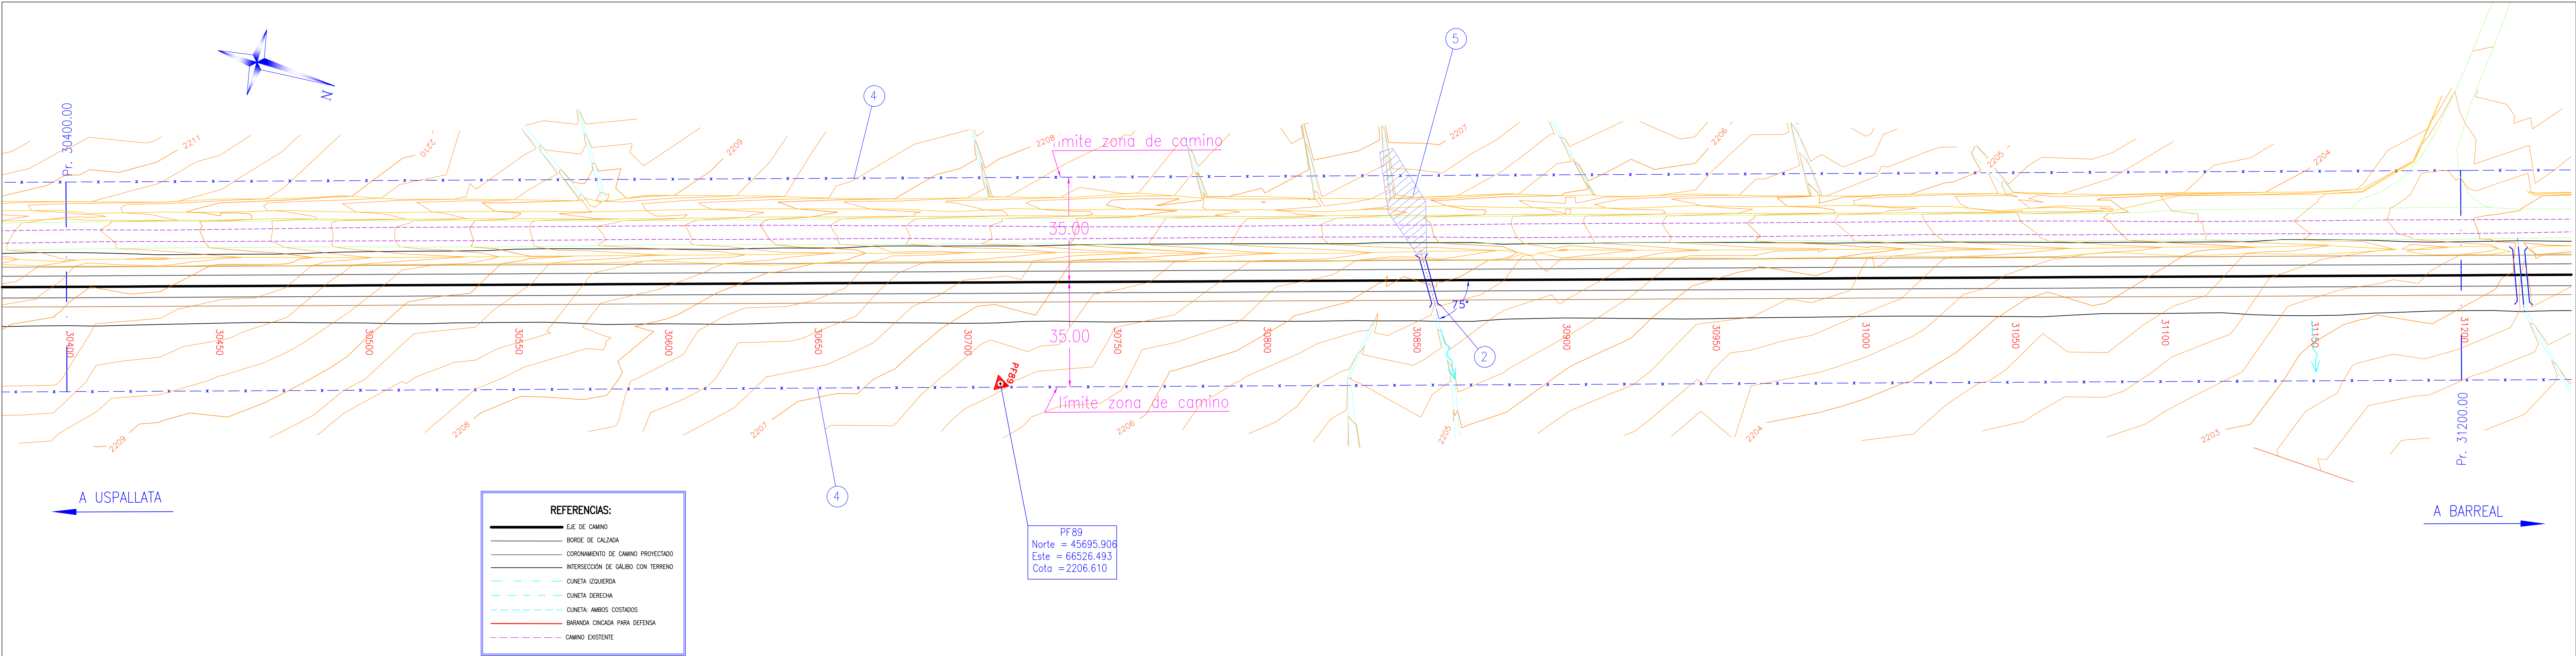 5
4
N
Pr. 30400.00
2211
2210
2209
2208
límite zona de camino
2207
2206
2205
2204
35.00
35.00
75°
2
30400
30450
30500
30550
30600
30650
30700
30750
30800
30850
30900
30950
31000
31050
31100
31150
31200
PF89
límite zona de camino
2209
2208
2207
2206
2205
2204
2203
Pr. 31200.00
4
A USPALLATA
A BARREAL
REFERENCIAS:
EJE DE CAMINO
BORDE DE CALZADA
CORONAMIENTO DE CAMINO PROYECTADO
INTERSECCIÓN DE GÁLIBO CON TERRENO
CUNETA IZQUIERDA
CUNETA DERECHA
CUNETA: AMBOS COSTADOS
BARANDA CINCADA PARA DEFENSA
CAMINO EXISTENTE
PF89
Norte = 45695.906
Este = 66526.493
Cota = 2206.610